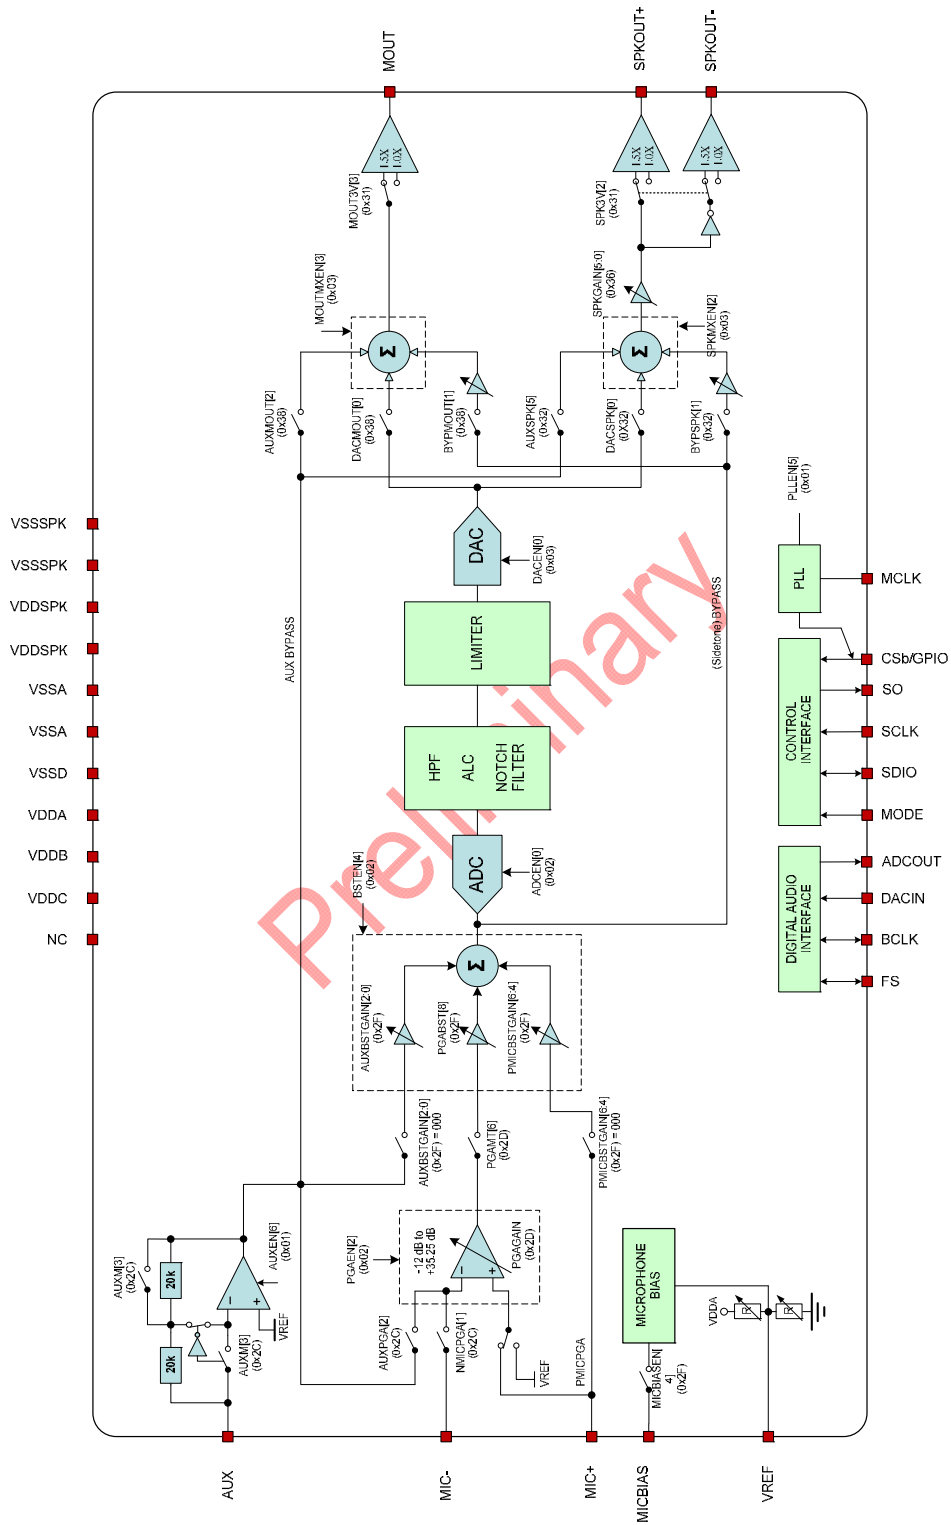 MOUT
SPKOUT+
SPKOUT-
1.5X
1.0X
1.5X
1.0X
1.5X
1.0X
MOUT3V[3]
(0x31)
SPK3V[2]
(0x31)
MOUTMXEN[3]
(0x03)
SPKGAIN[5:0]
(0x36)
SPKMXEN[2]
(0x03)
Σ
Σ
AUXMOUT[2]
(0x38)
DACMOUT[0]
(0x38)
BYPMOUT[1]
(0x38)
AUXSPK[5]
(0x32)
DACSPK[0]
(0X32)
BYPSPK[1]
(0x32)
VSSSPK
VSSSPK
VDDSPK
VDDSPK
VSSA
VSSA
VSSD
VDDA
VDDB
VDDC
NC
AUX BYPASS
(Sidetone) BYPASS
DAC
DACEN[0]
(0x03)
LIMITER
HPF
ALC
NOTCH
FILTER
ADC
ADCEN[0]
(0x02)
BSTEN[4]
(0x02)
Preliminary
PLLEN[5]
(0x01)
PLL
CONTROL
INTERFACE
DIGITAL AUDIO
INTERFACE
MCLK
CSb/GPIO
SO
SCLK
SDIO
MODE
ADCOUT
DACIN
BCLK
FS
Σ
AUXBSTGAIN[2:0]
(0x2F)
PGABST[8]
(0x2F)
PMICBSTGAIN[6:4]
(0x2F)
AUXBSTGAIN[2:0]
(0x2F) = 000
PGAMT[6]
(0x2D)
PMICBSTGAIN[6:4]
(0x2F) = 000
AUXM[3]
(0x2C)
20k
20k
AUXEN[6]
(0x01)
VREF
AUXM[3]
(0x2C)
PGAEN[2]
(0x02)
-12 dB to
+35.25 dB
PGAGAIN
(0x2D)
AUXPGA[2]
(0x2C)
NMICPGA[1]
(0x2C)
VREF
PMICPGA
MICROPHONE
BIAS
MICBIASEN[
4]
(0x2F)
VDDA
R
R
AUX
MIC-
MIC+
MICBIAS
VREF